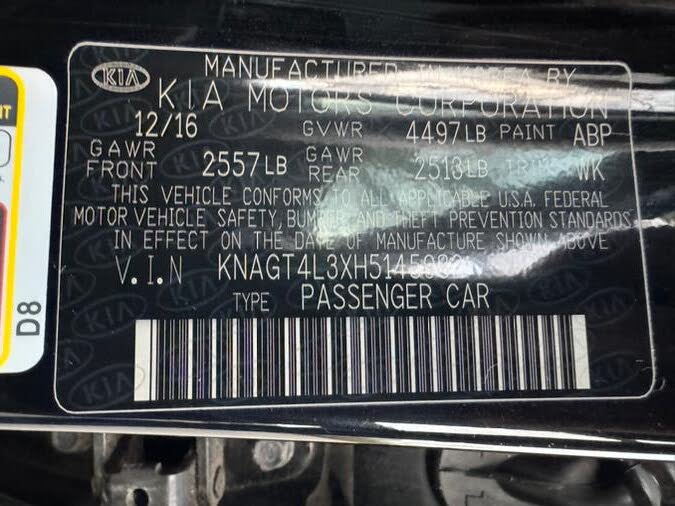 KIA
MANUFACTURED IN KOREA BY
KIA MOTORS CORPORATION
12/16 GVWR 4497LB PAINT ABP
GAWR FRONT 2557LB GAWR REAR 2513LB TRIM WK
THIS VEHICLE CONFORMS TO ALL APPLICABLE U.S.A. FEDERAL
MOTOR VEHICLE SAFETY, BUMPER AND THEFT PREVENTION STANDARDS
IN EFFECT ON THE DATE OF MANUFACTURE SHOWN ABOVE
V.I.N
TYPE PASSENGER CAR
D8